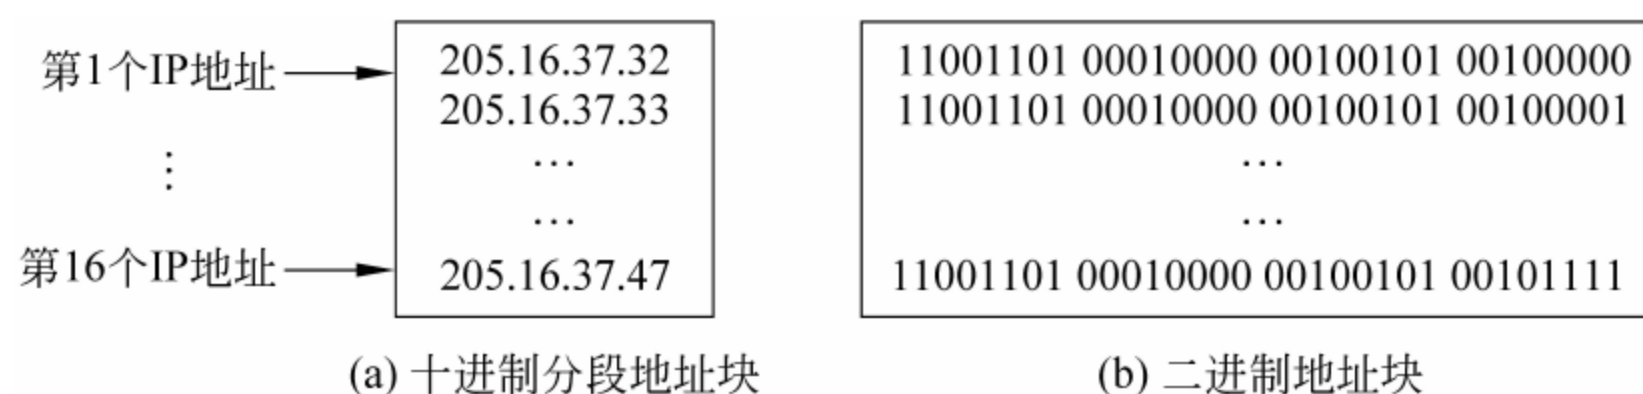 第1个IP地址 205.16.37.32 11001101 00010000 00100101 00100000
205.16.37.33 11001101 00010000 00100101 00100001
⋮ … …
… …
第16个IP地址 205.16.37.47 11001101 00010000 00100101 00101111
(a) 十进制分段地址块 (b) 二进制地址块